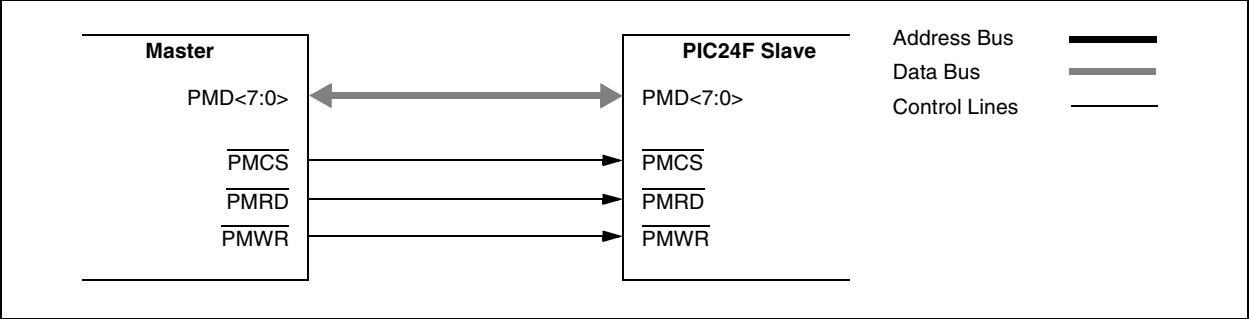 Master
PIC24F Slave
Address Bus
Data Bus
Control Lines
PMD<7:0>
PMD<7:0>
PMCS
PMCS
PMRD
PMRD
PMWR
PMWR